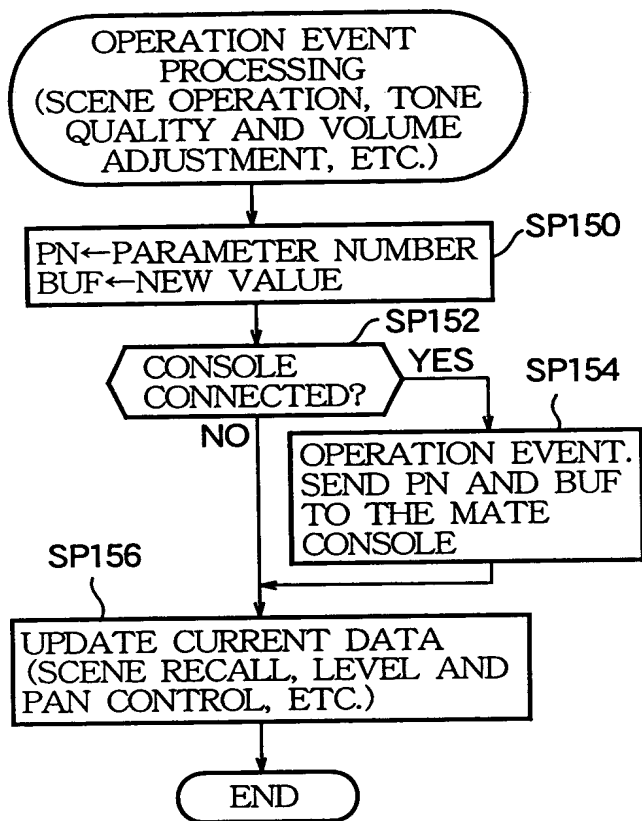 OPERATION EVENT
PROCESSING
(SCENE OPERATION, TONE
QUALITY AND VOLUME
ADJUSTMENT, ETC.)
SP150
PN←PARAMETER NUMBER
BUF←NEW VALUE
SP152
CONSOLE
CONNECTED?
YES
NO
SP154
OPERATION EVENT.
SEND PN AND BUF
TO THE MATE
CONSOLE
SP156
UPDATE CURRENT DATA
(SCENE RECALL, LEVEL AND
PAN CONTROL, ETC.)
END